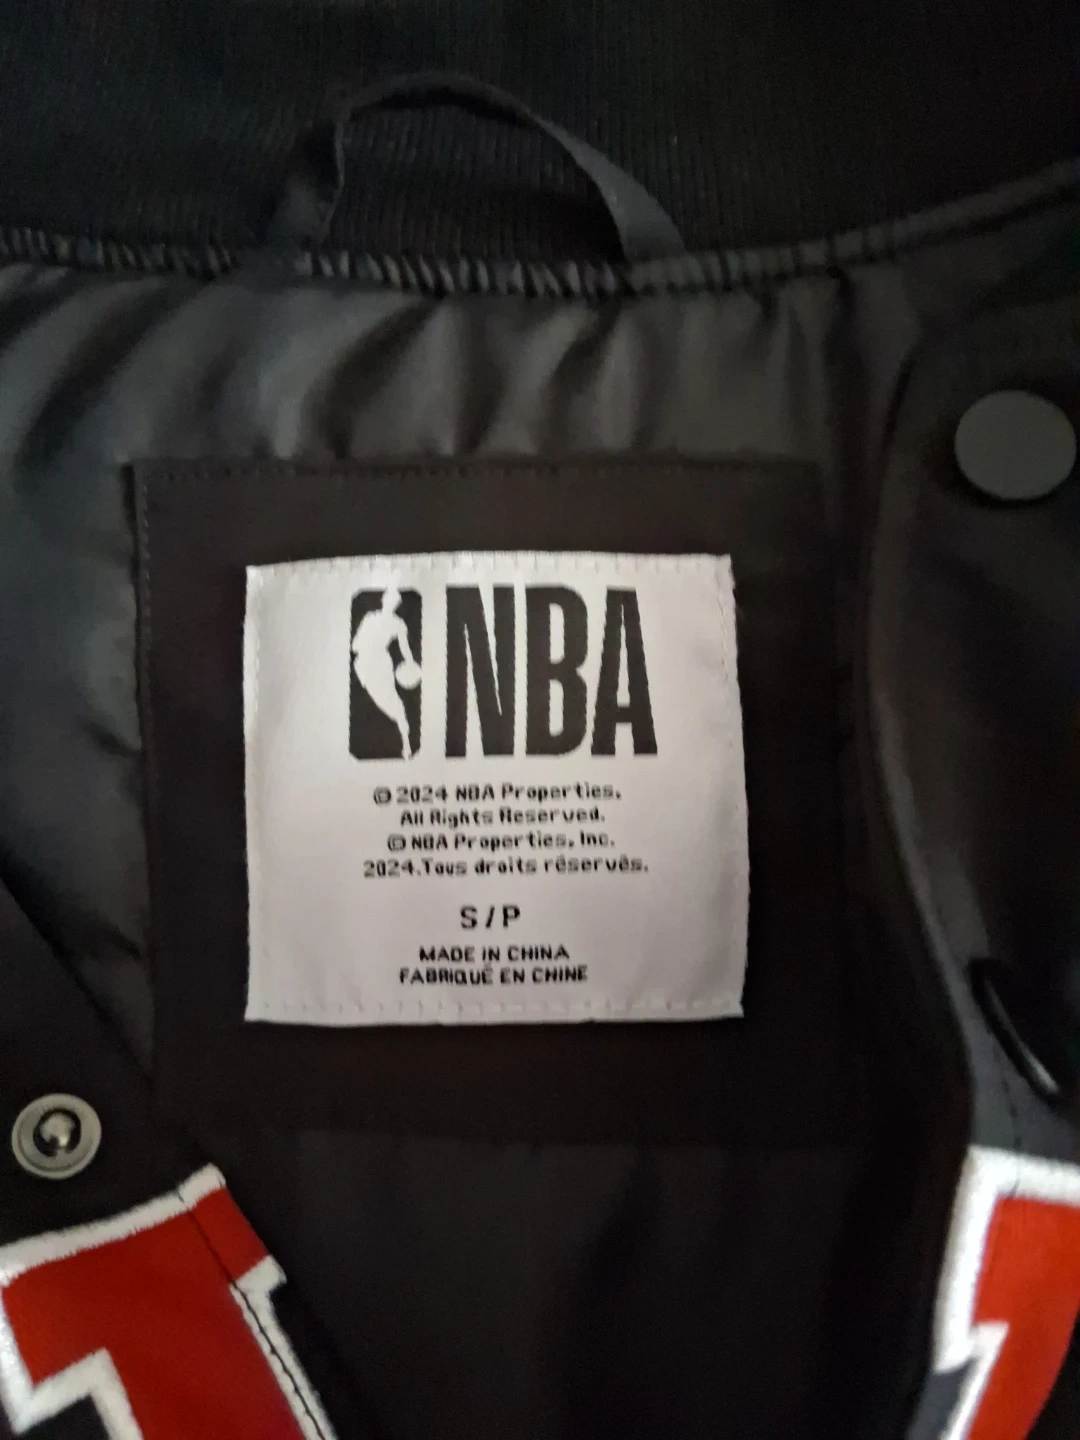 NBA
© 2024 NBA Properties.
All Rights Reserved.
© NBA Properties, Inc.
2024.Tous droits réservés.
S / P
MADE IN CHINA
FABRIQUÉ EN CHINE